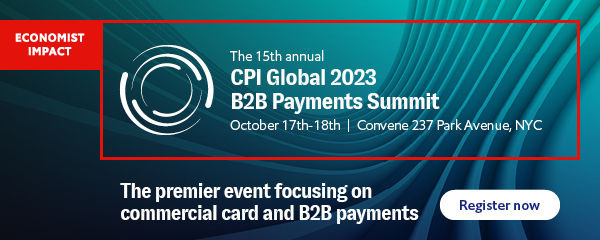 ECONOMIST
IMPACT
The 15th annual
CPI Global 2023
B2B Payments Summit
October 17th-18th | Convene 237 Park Avenue, NYC
The premier event focusing on
commercial card and B2B payments
Register now